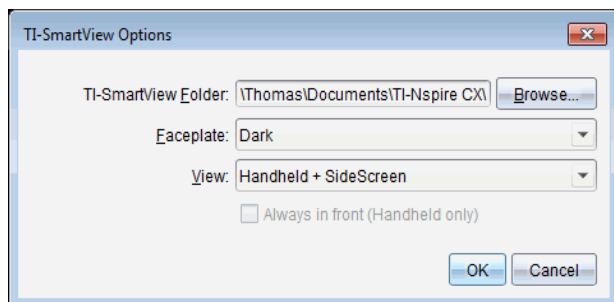 TI-SmartView Options
TI-SmartView Folder: \Thomas\Documents\TI-Nspire CX\ Browse...
Faceplate: Dark
View: Handheld + SideScreen
Always in front (Handheld only)
OK Cancel